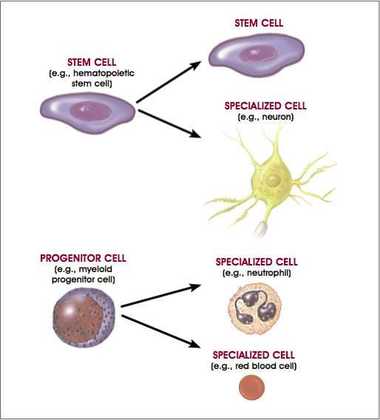 STEM CELL
STEM CELL
(e.g., hematopoietic
stem cell)
SPECIALIZED CELL
(e.g., neuron)
PROGENITOR CELL
(e.g., myeloid
progenitor cell)
SPECIALIZED CELL
(e.g., neutrophil)
SPECIALIZED CELL
(e.g., red blood cell)